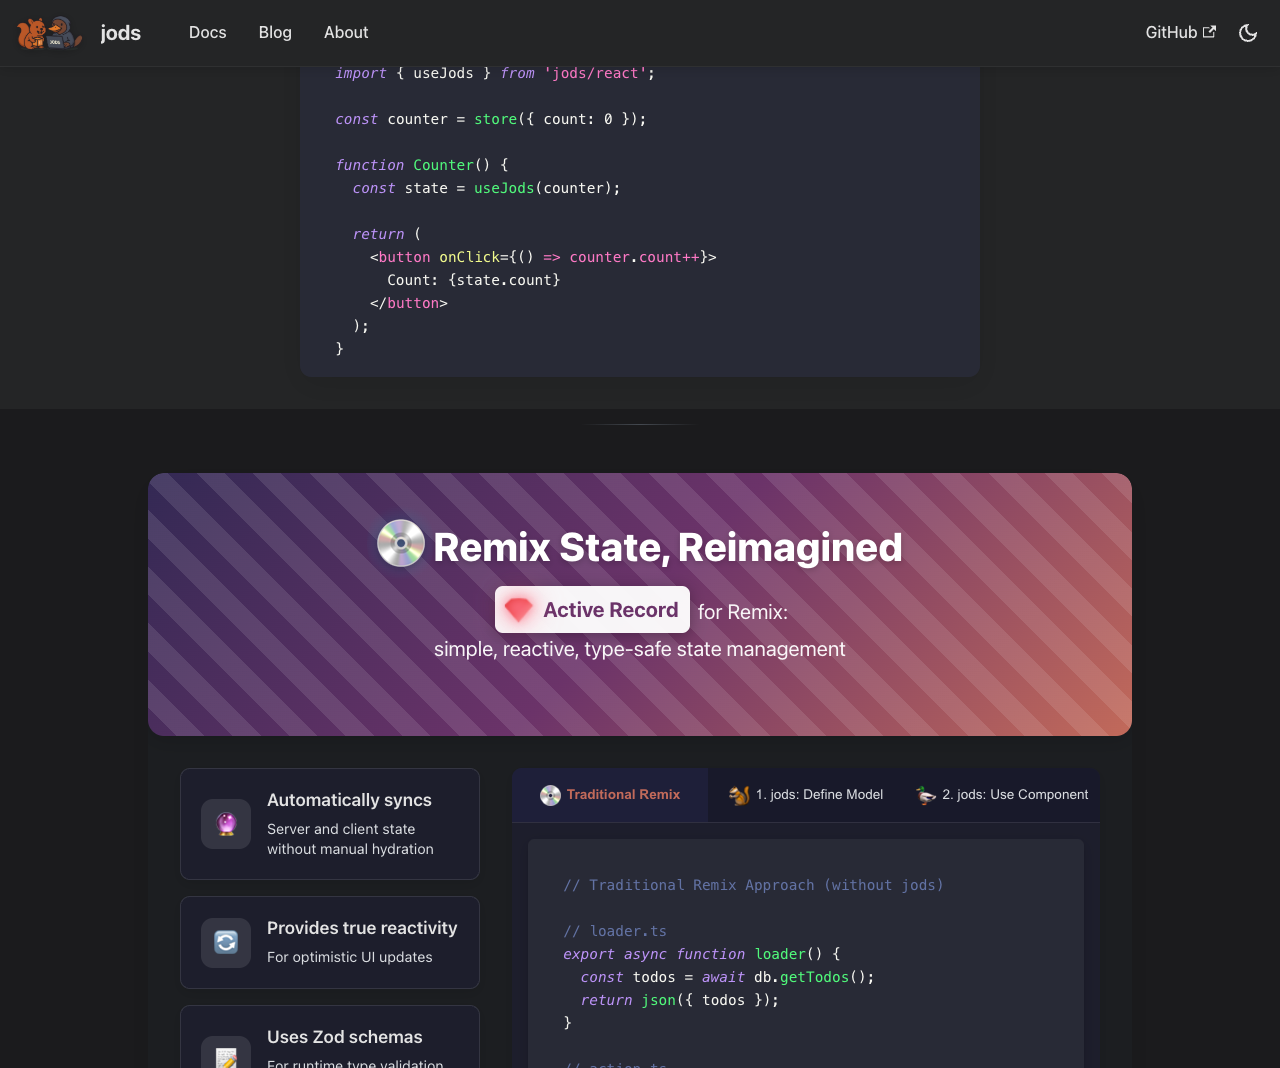 jods
Docs
Blog
About
GitHub
import { useJods } from 'jods/react';
const counter = store({ count: 0 });
function Counter() {
  const state = useJods(counter);
  return (
    <button onClick={() => counter.count++}>
      Count: {state.count}
    </button>
  );
}
Remix State, Reimagined
Active Record for Remix:
simple, reactive, type-safe state management
Automatically syncs
Server and client state
without manual hydration
Provides true reactivity
For optimistic UI updates
Uses Zod schemas
For runtime type validation
Traditional Remix
1. jods: Define Model
2. jods: Use Component
// Traditional Remix Approach (without jods)
// loader.ts
export async function loader() {
  const todos = await db.getTodos();
  return json({ todos });
}
// action.ts